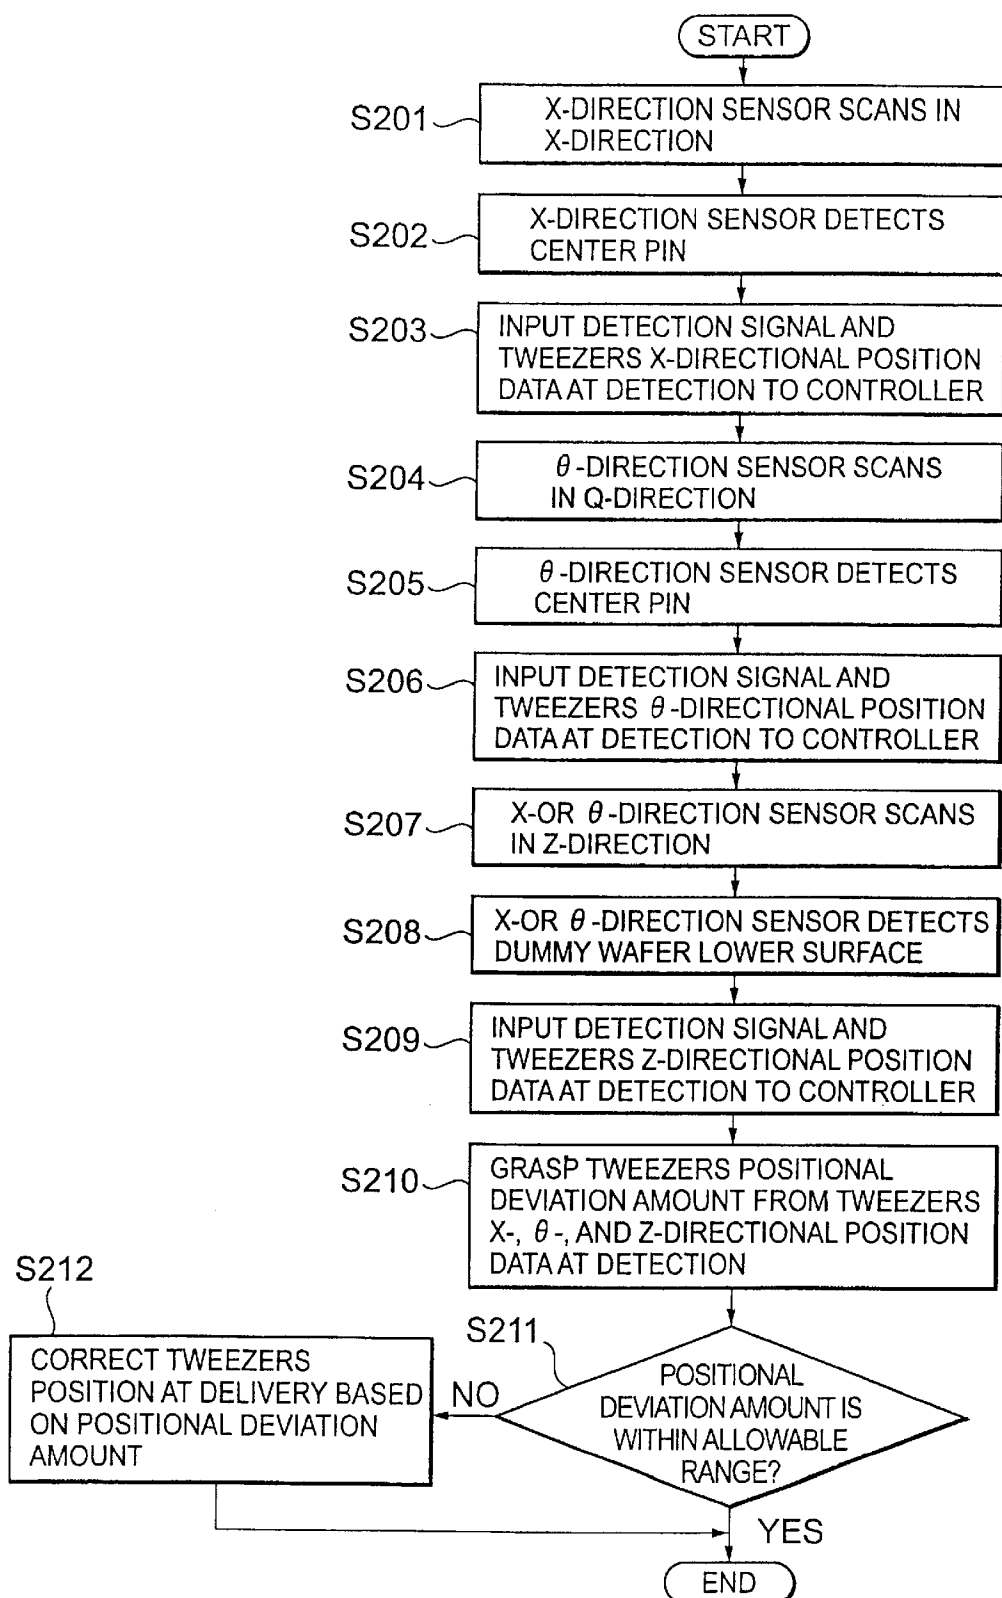 START
S201
X-DIRECTION SENSOR SCANS IN
X-DIRECTION
S202
X-DIRECTION SENSOR DETECTS
CENTER PIN
S203
INPUT DETECTION SIGNAL AND
TWEEZERS X-DIRECTIONAL POSITION
DATA AT DETECTION TO CONTROLLER
S204
θ-DIRECTION SENSOR SCANS
IN Q-DIRECTION
S205
θ-DIRECTION SENSOR DETECTS
CENTER PIN
S206
INPUT DETECTION SIGNAL AND
TWEEZERS θ-DIRECTIONAL POSITION
DATA AT DETECTION TO CONTROLLER
S207
X-OR θ-DIRECTION SENSOR SCANS
IN Z-DIRECTION
S208
X-OR θ-DIRECTION SENSOR DETECTS
DUMMY WAFER LOWER SURFACE
S209
INPUT DETECTION SIGNAL AND
TWEEZERS Z-DIRECTIONAL POSITION
DATA AT DETECTION TO CONTROLLER
S210
GRASP TWEEZERS POSITIONAL
DEVIATION AMOUNT FROM TWEEZERS
X-, θ-, AND Z-DIRECTIONAL POSITION
DATA AT DETECTION
S211
POSITIONAL
DEVIATION AMOUNT IS
WITHIN ALLOWABLE
RANGE?
NO
S212
CORRECT TWEEZERS
POSITION AT DELIVERY BASED
ON POSITIONAL DEVIATION
AMOUNT
YES
END